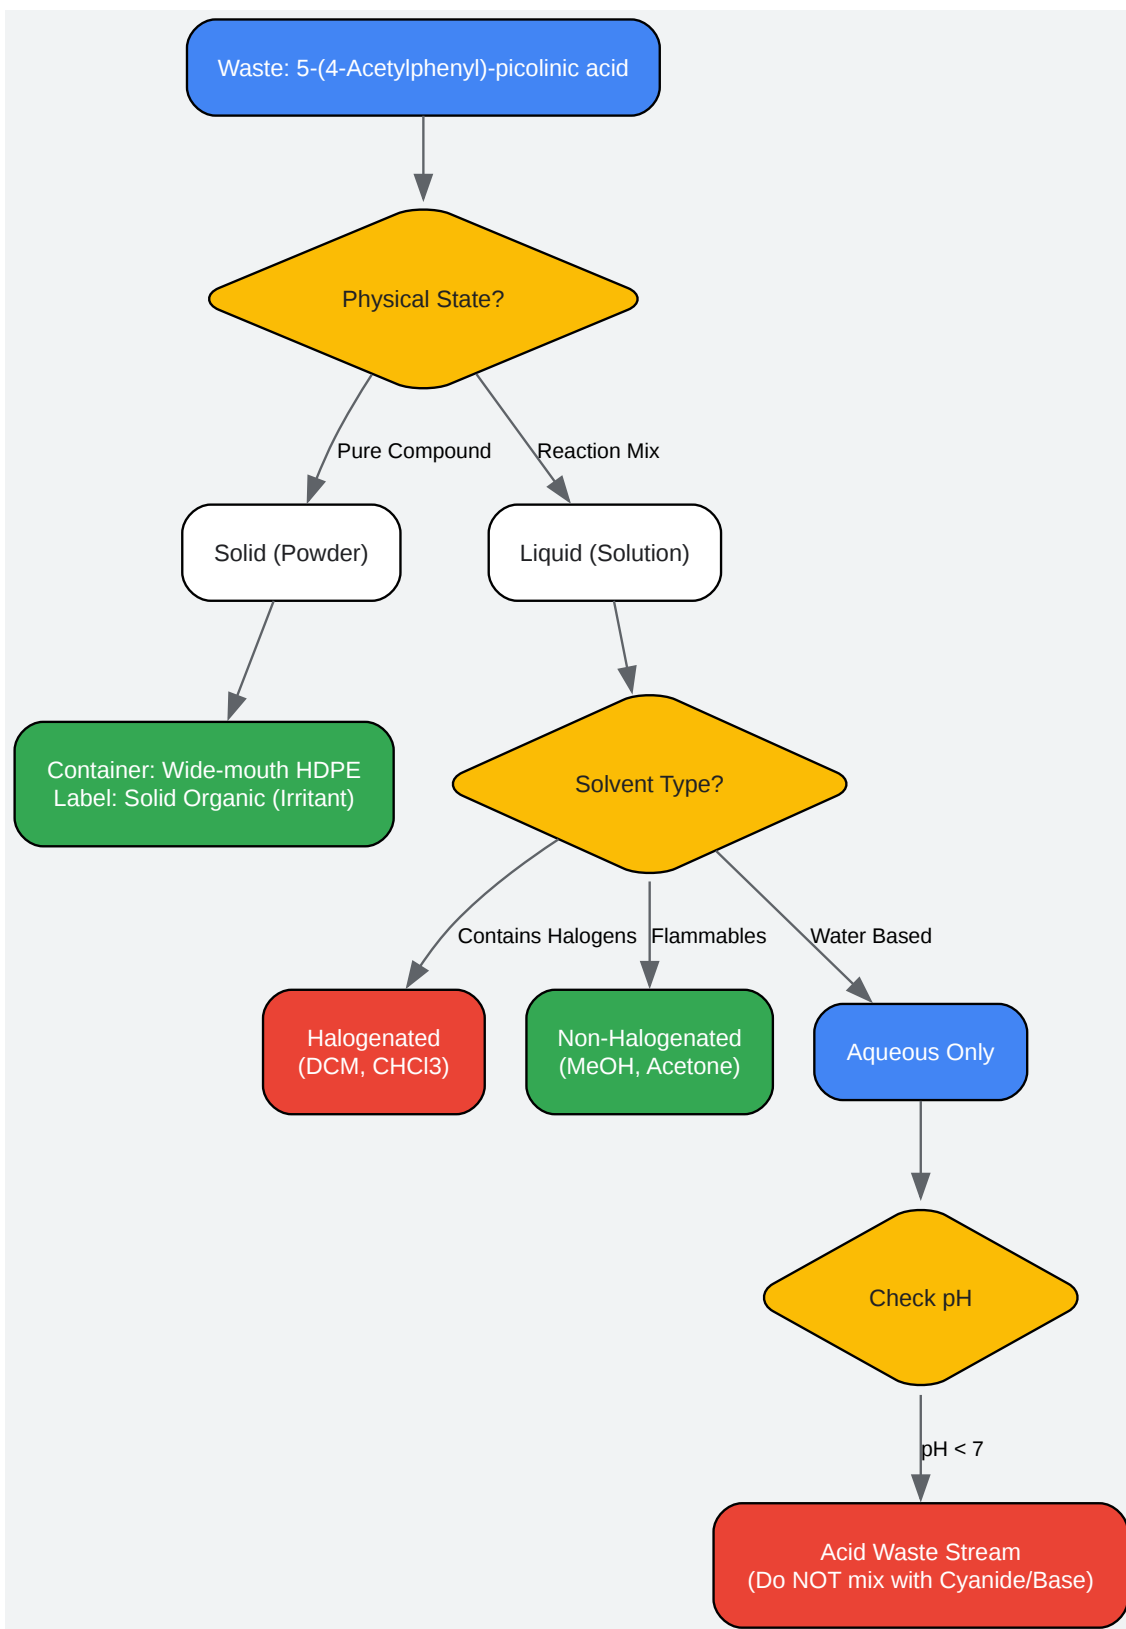 Waste: 5-(4-Acetylphenyl)-picolinic acid
Physical State?
Pure Compound
Reaction Mix
Solid (Powder)
Liquid (Solution)
Container: Wide-mouth HDPE
Label: Solid Organic (Irritant)
Solvent Type?
Contains Halogens
Flammables
Water Based
Halogenated
(DCM, CHCl3)
Non-Halogenated
(MeOH, Acetone)
Aqueous Only
Check pH
pH < 7
Acid Waste Stream
(Do NOT mix with Cyanide/Base)